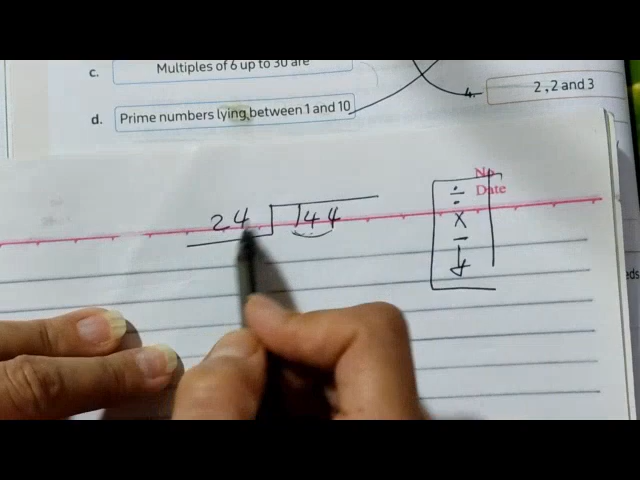 c. Multiples of 6 up to 30 are
4. 2, 2 and 3
d. Prime numbers lying between 1 and 10
No
Date
24 144
÷
x
−
↓